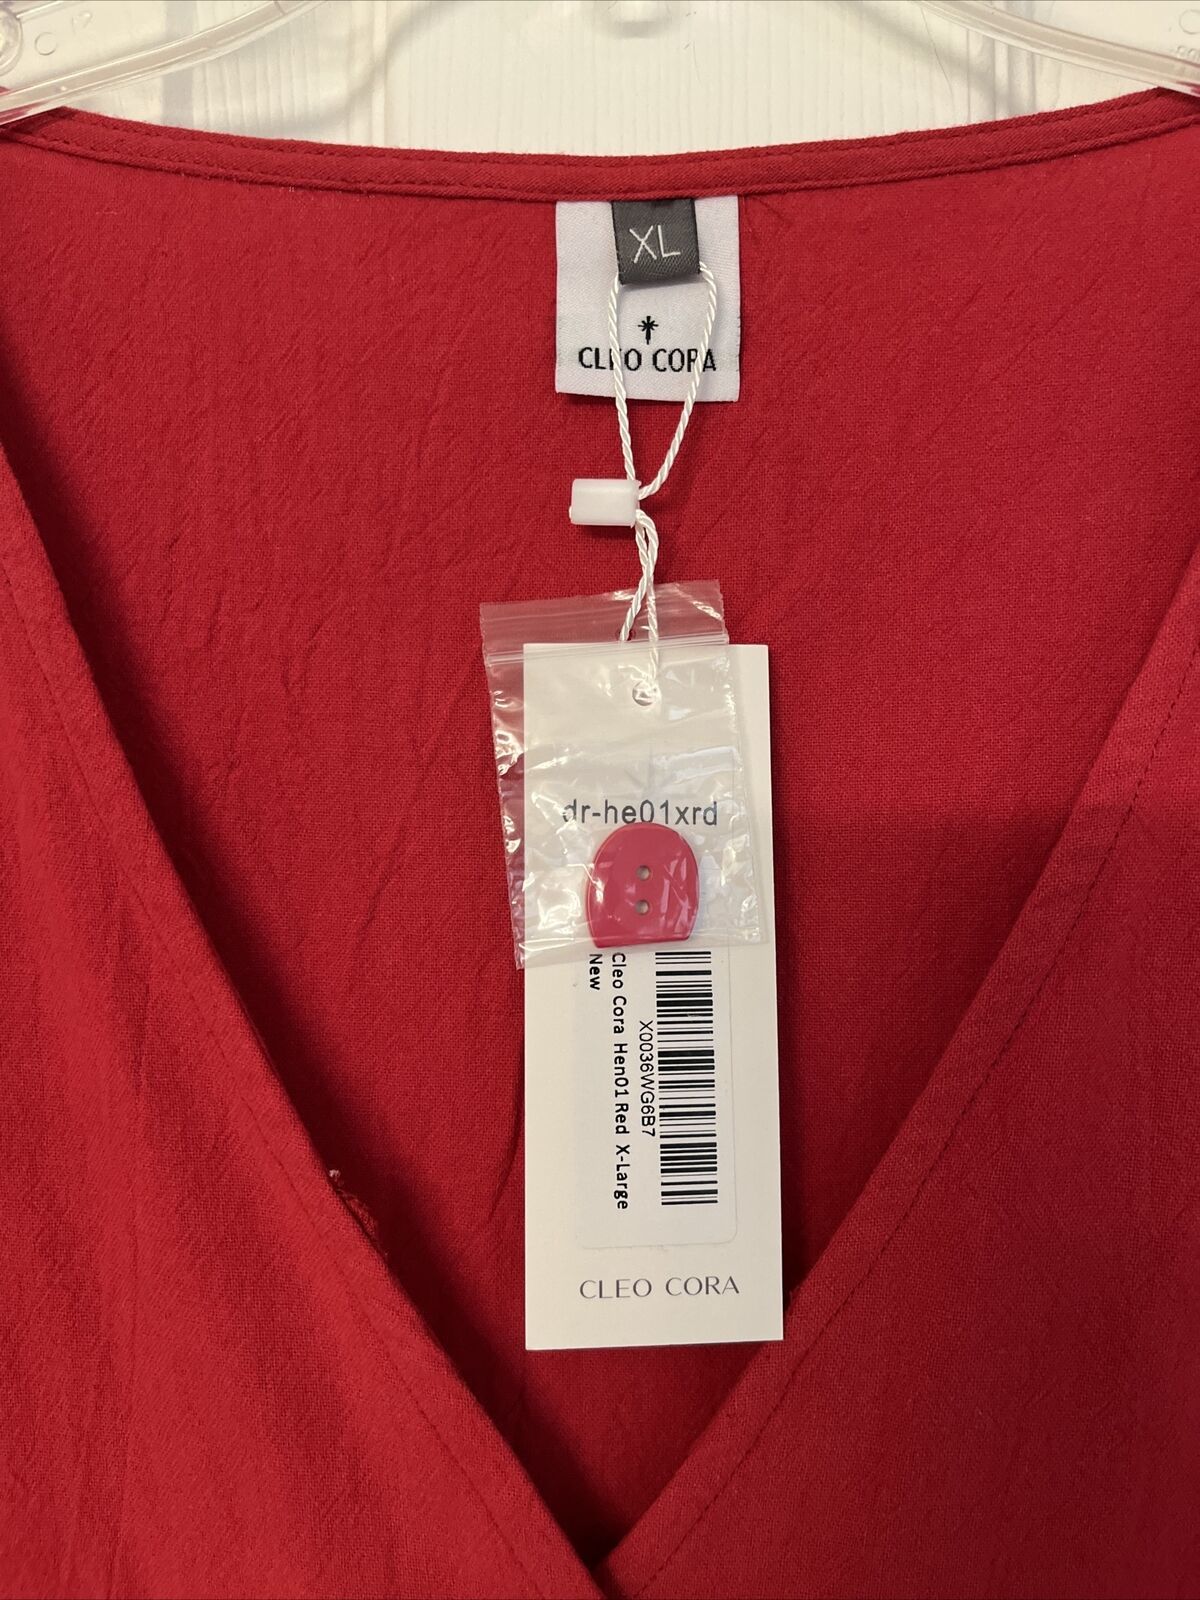 XL
CLEO CORA
dr-he01xrd
X0036WG6B7
Cleo Cora Hen01 Red X-Large
New
CLEO CORA